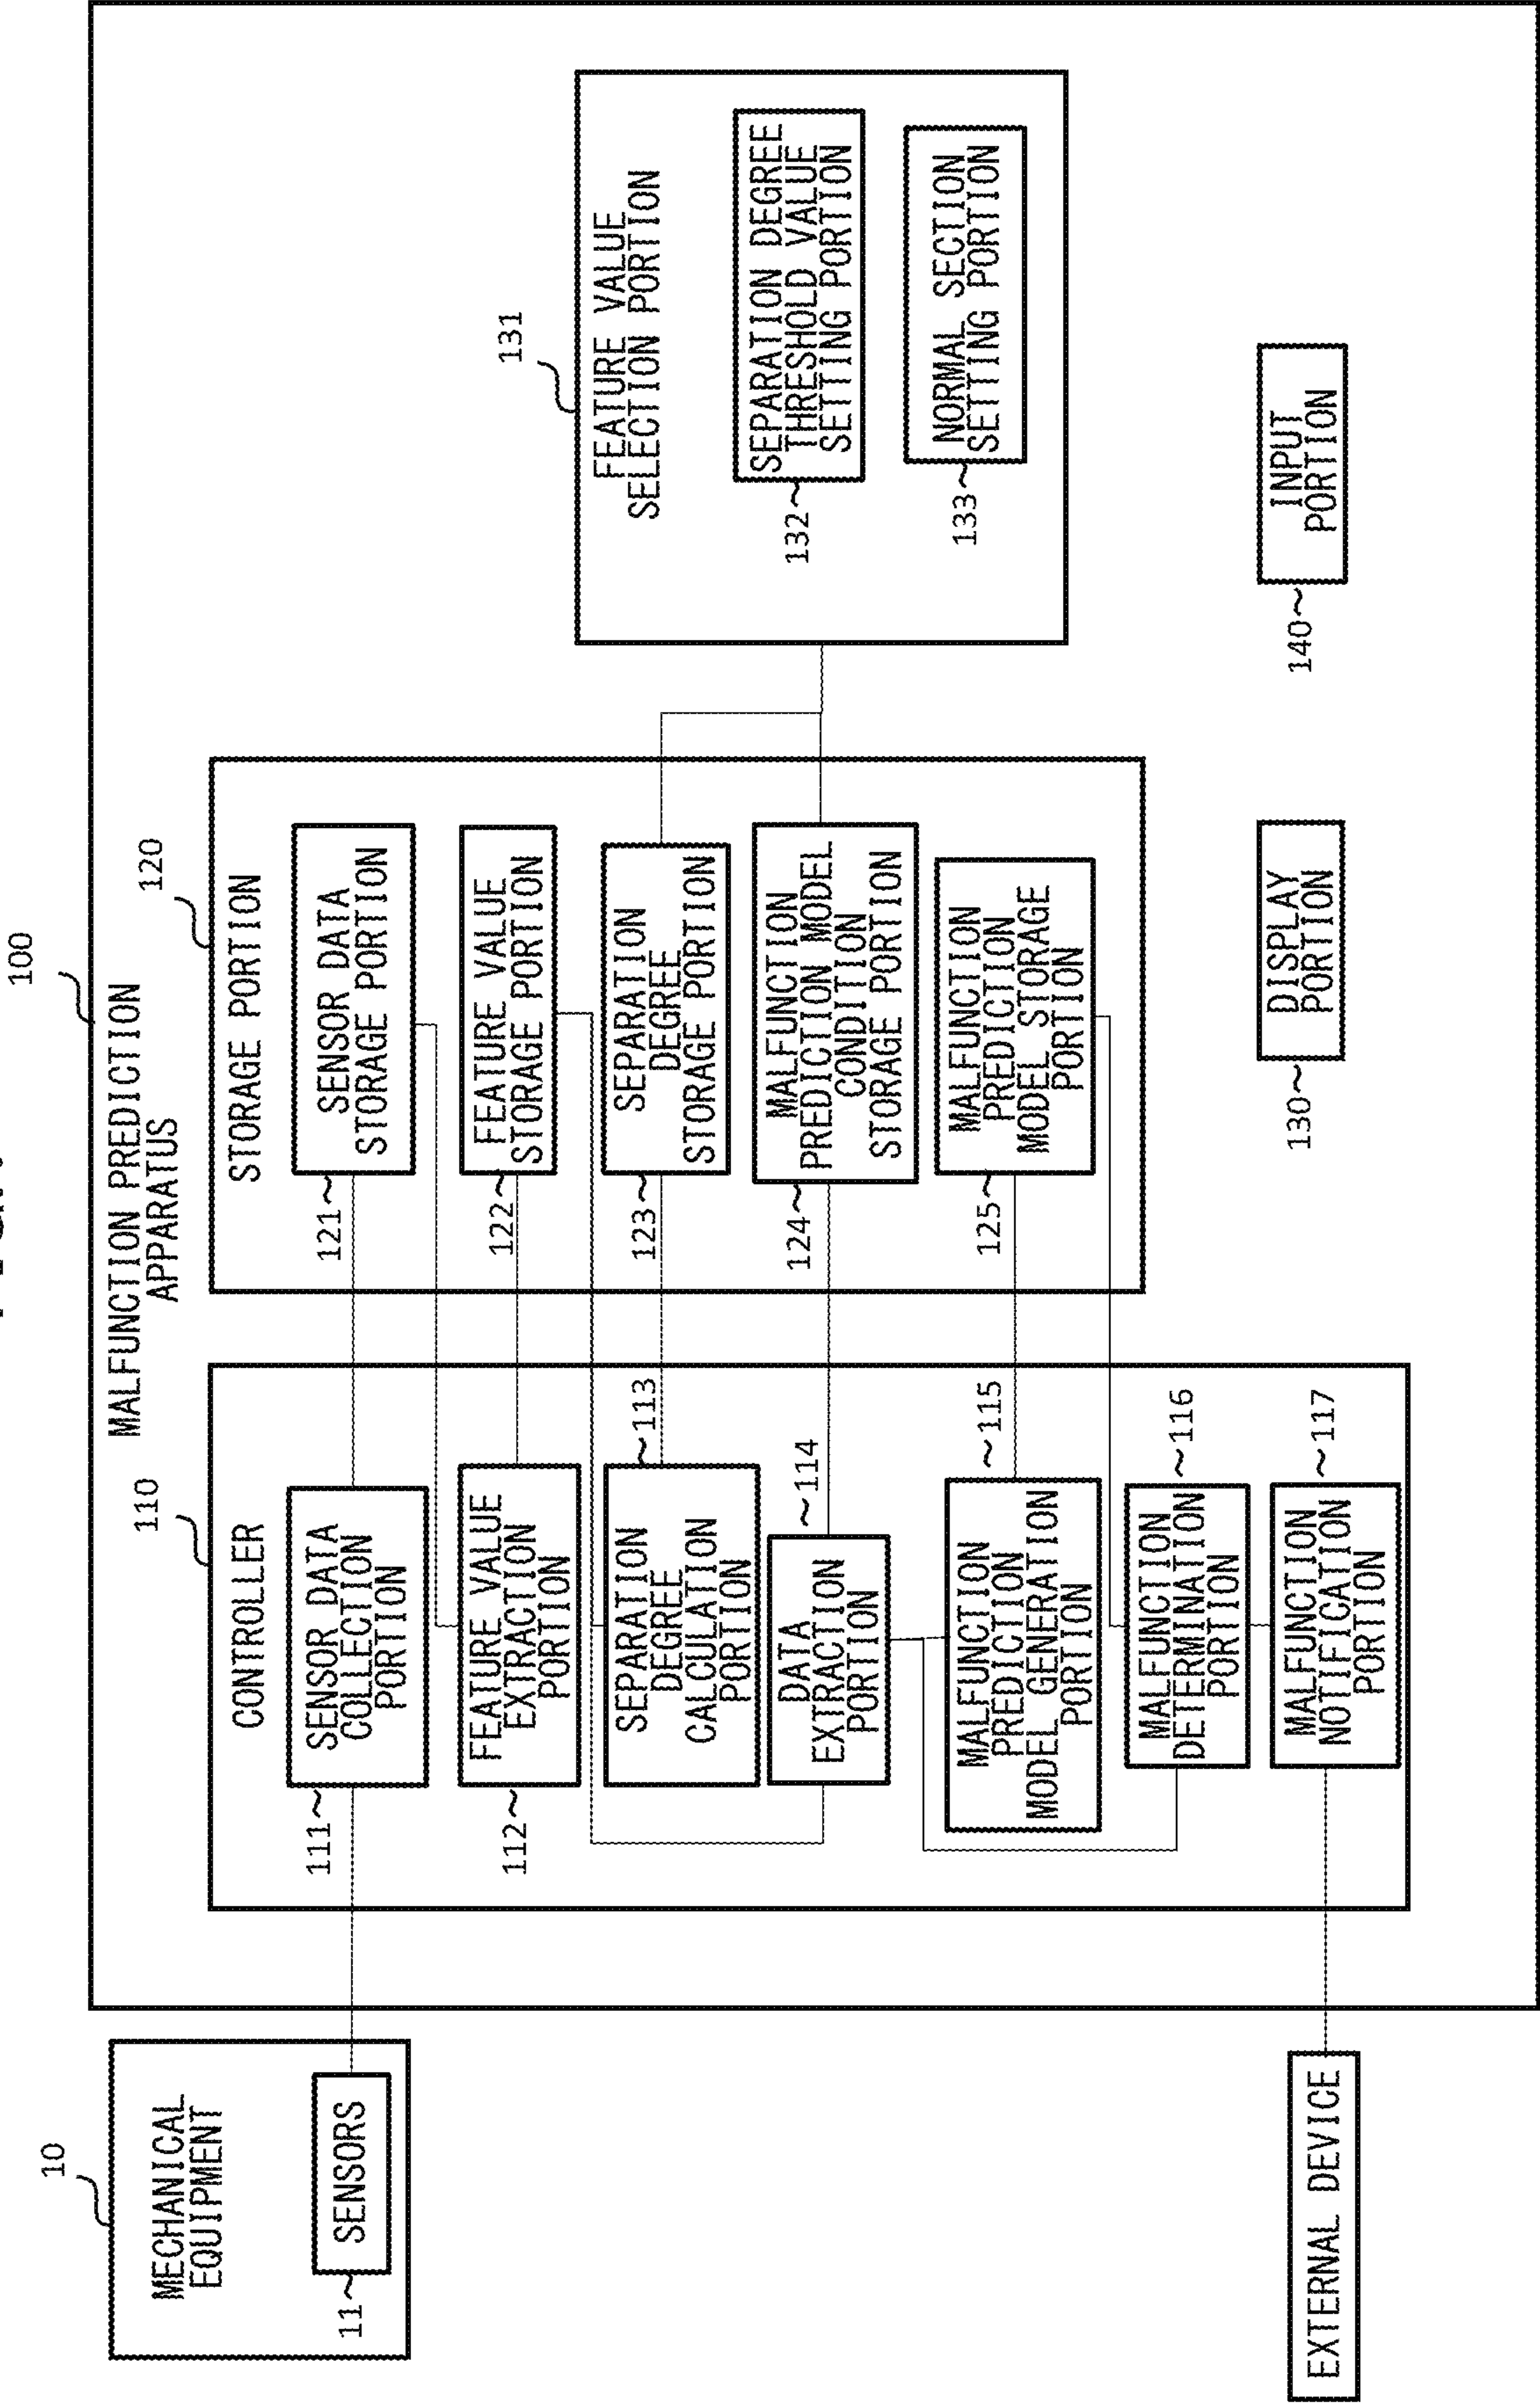 100
MALFUNCTION PREDICTION
APPARATUS
10
MECHANICAL
EQUIPMENT
11
SENSORS
110
CONTROLLER
111
SENSOR DATA
COLLECTION
PORTION
112
FEATURE VALUE
EXTRACTION
PORTION
113
SEPARATION
DEGREE
CALCULATION
PORTION
114
DATA
EXTRACTION
PORTION
115
MALFUNCTION
PREDICTION
MODEL GENERATION
PORTION
116
MALFUNCTION
DETERMINATION
PORTION
117
MALFUNCTION
NOTIFICATION
PORTION
EXTERNAL DEVICE
120
STORAGE PORTION
121
SENSOR DATA
STORAGE PORTION
122
FEATURE VALUE
STORAGE PORTION
123
SEPARATION
DEGREE
STORAGE PORTION
124
MALFUNCTION
PREDICTION MODEL
CONDITION
STORAGE PORTION
125
MALFUNCTION
PREDICTION
MODEL STORAGE
PORTION
131
FEATURE VALUE
SELECTION PORTION
132
SEPARATION DEGREE
THRESHOLD VALUE
SETTING PORTION
133
NORMAL SECTION
SETTING PORTION
130
DISPLAY
PORTION
140
INPUT
PORTION